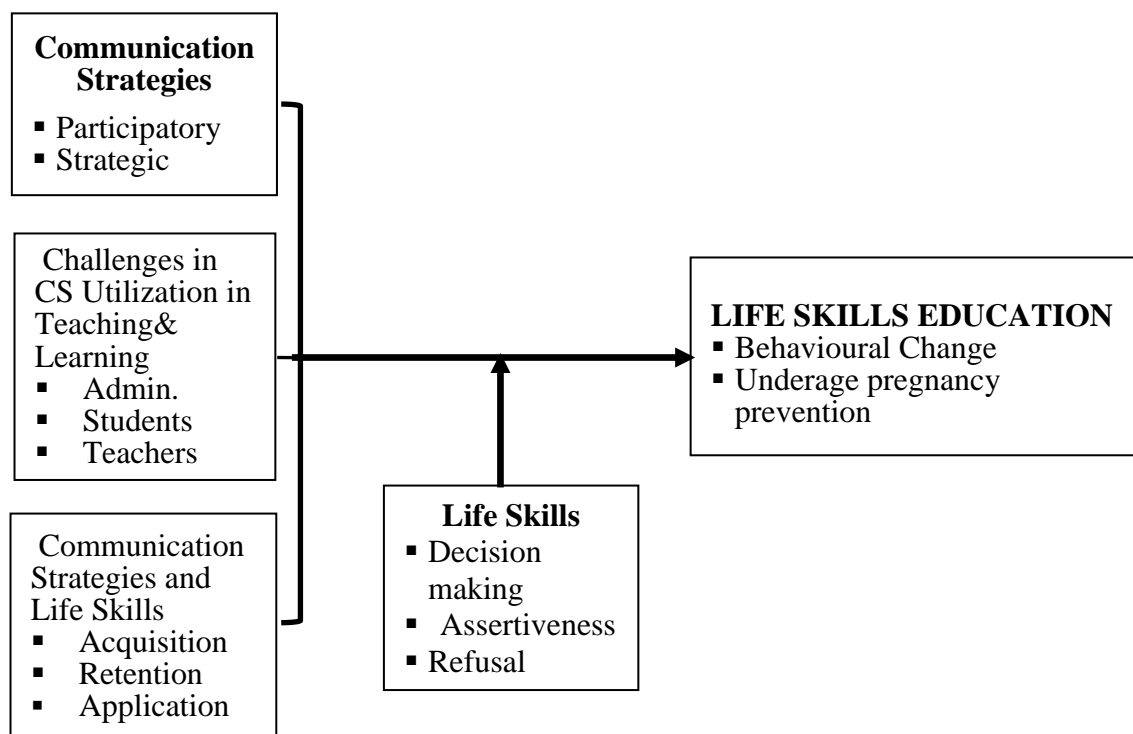 Communication
Strategies
▪ Participatory
▪ Strategic
Challenges in
CS Utilization in
Teaching&
Learning
▪ Admin.
▪ Students
▪ Teachers
Communication
Strategies and
Life Skills
▪ Acquisition
▪ Retention
▪ Application
Life Skills
▪ Decision
making
▪ Assertiveness
▪ Refusal
LIFE SKILLS EDUCATION
▪ Behavioural Change
▪ Underage pregnancy
prevention